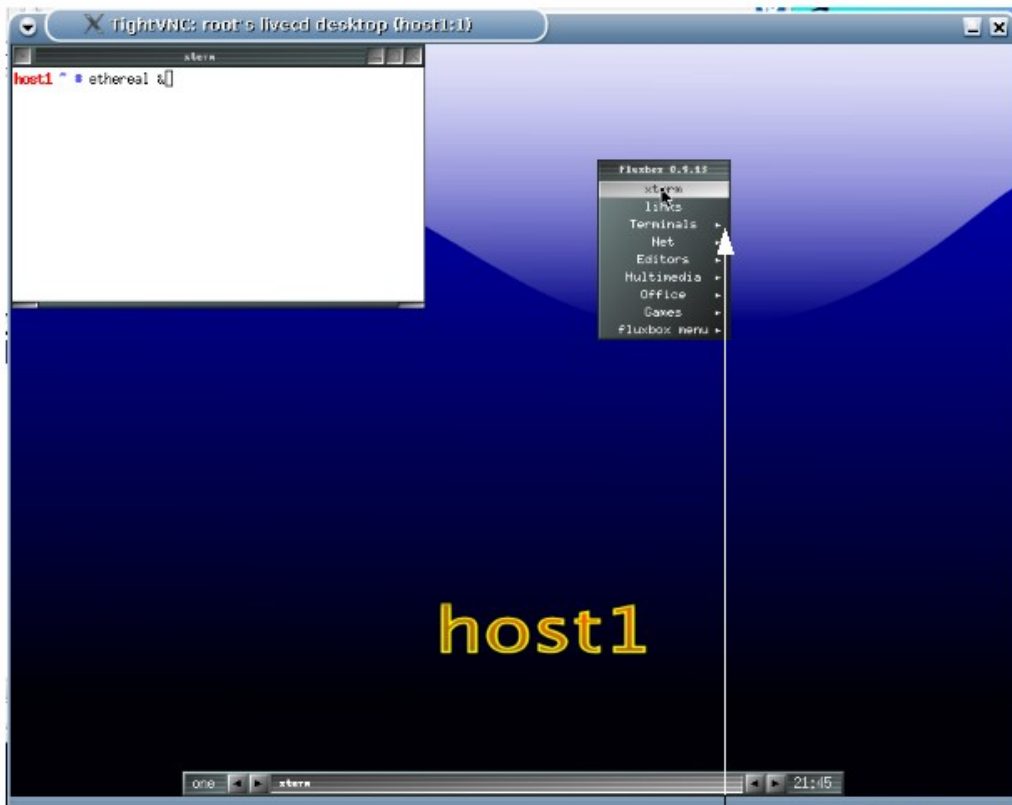 TightVNC: root's livecd desktop (host1:1)
xterm
host1 ~ # ethereal &
Fluxbox 0.9.15
xterm
links
Terminals
Net
Editors
Multimedia
Office
Games
fluxbox menu
host1
one
xterm
21:45